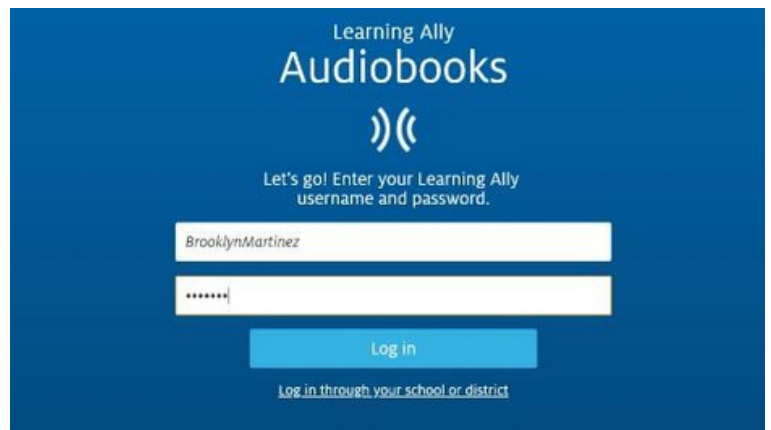 Learning Ally
Audiobooks
Let's go! Enter your Learning Ally
username and password.
BrooklynMartinez
•••••••
Log in
Log in through your school or district